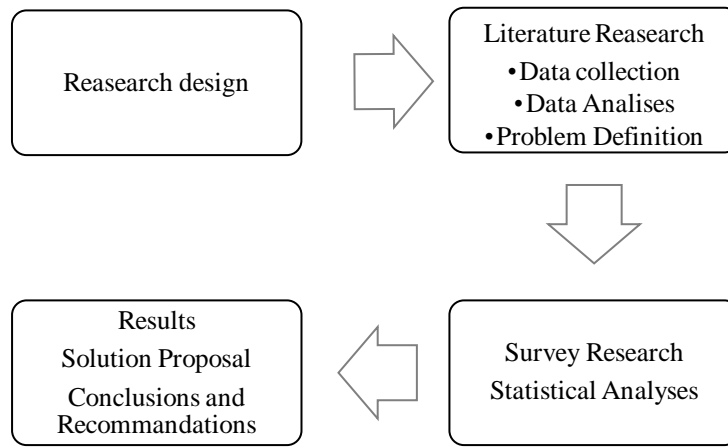 Reasearch design
Literature Reasearch
•Data collection
•Data Analises
•Problem Definition
Survey Research
Statistical Analyses
Results
Solution Proposal
Conclusions and
Recommandations